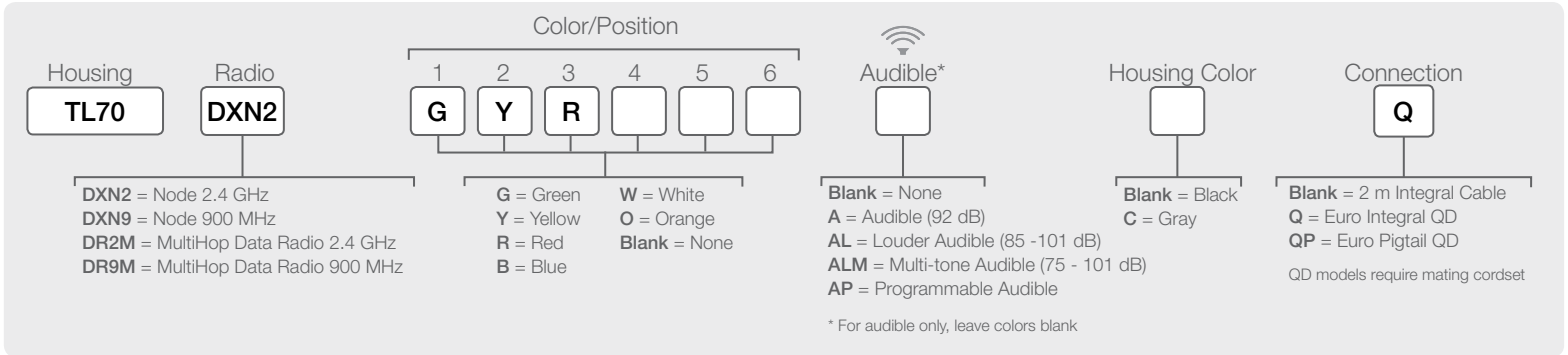 Color/Position
Housing Radio 1 2 3 4 5 6 Audible* Housing Color Connection
TL70 DXN2 G Y R Q
DXN2 = Node 2.4 GHz
DXN9 = Node 900 MHz
DR2M = MultiHop Data Radio 2.4 GHz
DR9M = MultiHop Data Radio 900 MHz
G = Green
Y = Yellow
R = Red
B = Blue
W = White
O = Orange
Blank = None
Blank = None
A = Audible (92 dB)
AL = Louder Audible (85 -101 dB)
ALM = Multi-tone Audible (75 - 101 dB)
AP = Programmable Audible
* For audible only, leave colors blank
Blank = Black
C = Gray
Blank = 2 m Integral Cable
Q = Euro Integral QD
QP = Euro Pigtail QD
QD models require mating cordset